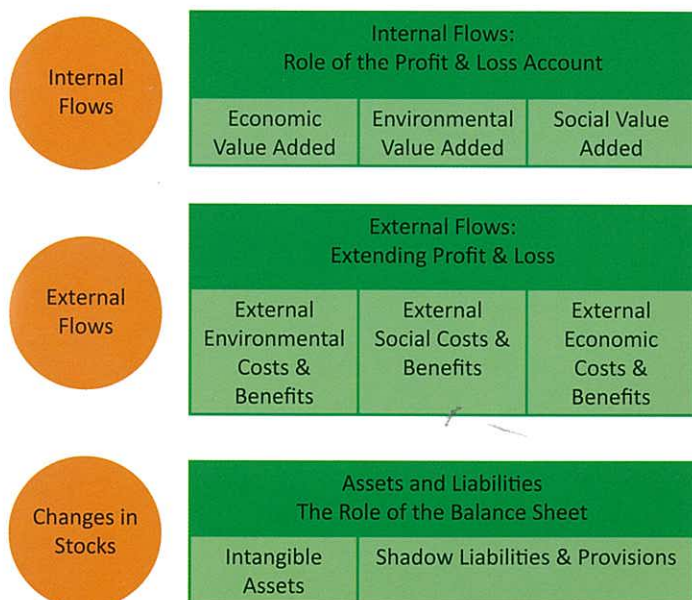 Internal
Flows
Internal Flows:
Role of the Profit & Loss Account
Economic
Value Added
Environmental
Value Added
Social Value
Added
External
Flows
External Flows:
Extending Profit & Loss
External
Environmental
Costs &
Benefits
External
Social Costs &
Benefits
External
Economic
Costs &
Benefits
Changes in
Stocks
Assets and Liabilities
The Role of the Balance Sheet
Intangible
Assets
Shadow Liabilities & Provisions